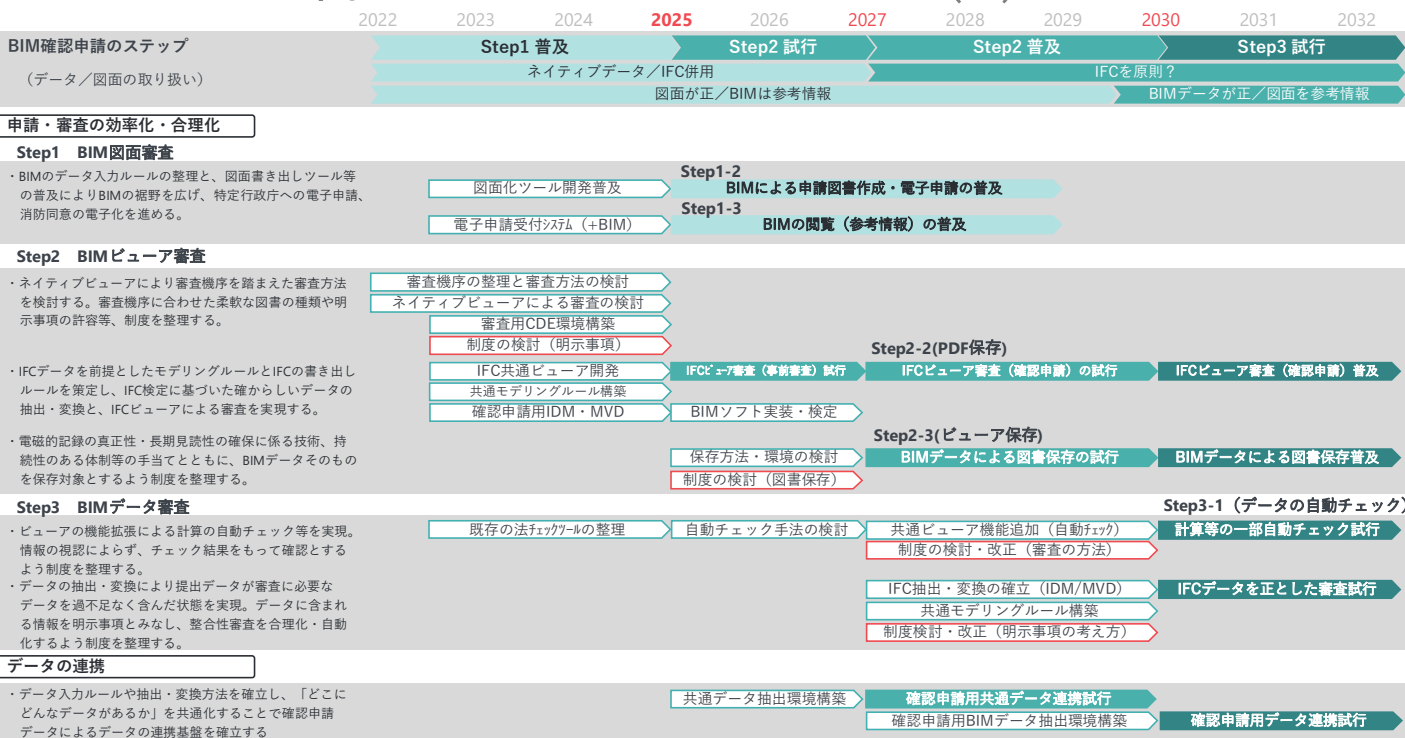 2022 2023 2024 2025 2026 2027 2028 2029 2030 2031 2032
BIM確認申請のステップ
Step1 普及 Step2 試行 Step2 普及 Step3 試行
（データ／図面の取り扱い）
ネイティブデータ／IFC併用 IFCを原則？
図面が正／BIMは参考情報 BIMデータが正／図面を参考情報
申請・審査の効率化・合理化
Step1 BIM図面審査
・BIMのデータ入力ルールの整理と、図面書き出しツール等
の普及によりBIMの裾野を広げ、特定行政庁への電子申請、
消防同意の電子化を進める。
Step1-2
図面化ツール開発普及 BIMによる申請図書作成・電子申請の普及
Step1-3
電子申請受付システム（+BIM） BIMの閲覧（参考情報）の普及
Step2 BIMビューア審査
・ネイティブビューアにより審査機序を踏まえた審査方法
を検討する。審査機序に合わせた柔軟な図書の種類や明
示事項の許容等、制度を整理する。
審査機序の整理と審査方法の検討
ネイティブビューアによる審査の検討
審査用CDE環境構築
制度の検討（明示事項）
Step2-2(PDF保存)
・IFCデータを前提としたモデリングルールとIFCの書き出し
ルールを策定し、IFC検定に基づいた確からしいデータの
抽出・変換と、IFCビューアによる審査を実現する。
IFC共通ビューア開発 IFCビューア審査（事前審査）試行 IFCビューア審査（確認申請）の試行 IFCビューア審査（確認申請）普及
共通モデリングルール構築
確認申請用IDM・MVD BIMソフト実装・検定
Step2-3(ビューア保存)
・電磁的記録の真正性・長期見読性の確保に係る技術、持
続性のある体制等の手当てとともに、BIMデータそのもの
を保存対象とするよう制度を整理する。
保存方法・環境の検討 BIMデータによる図書保存の試行 BIMデータによる図書保存普及
制度の検討（図書保存）
Step3 BIMデータ審査
Step3-1（データの自動チェック）
・ビューアの機能拡張による計算の自動チェック等を実現。
情報の視認によらず、チェック結果をもって確認とする
よう制度を整理する。
既存の法チェックツールの整理 自動チェック手法の検討 共通ビューア機能追加（自動チェック） 計算等の一部自動チェック試行
制度の検討・改正（審査の方法）
・データの抽出・変換により提出データが審査に必要な
データを過不足なく含んだ状態を実現。データに含まれ
る情報を明示事項とみなし、整合性審査を合理化・自動
化するよう制度を整理する。
IFC抽出・変換の確立（IDM/MVD） IFCデータを正とした審査試行
共通モデリングルール構築
制度検討・改正（明示事項の考え方）
データの連携
・データ入力ルールや抽出・変換方法を確立し、「どこに
どんなデータがあるか」を共通化することで確認申請
データによるデータの連携基盤を確立する
共通データ抽出環境構築 確認申請用共通データ連携試行
確認申請用BIMデータ抽出環境構築 確認申請用データ連携試行